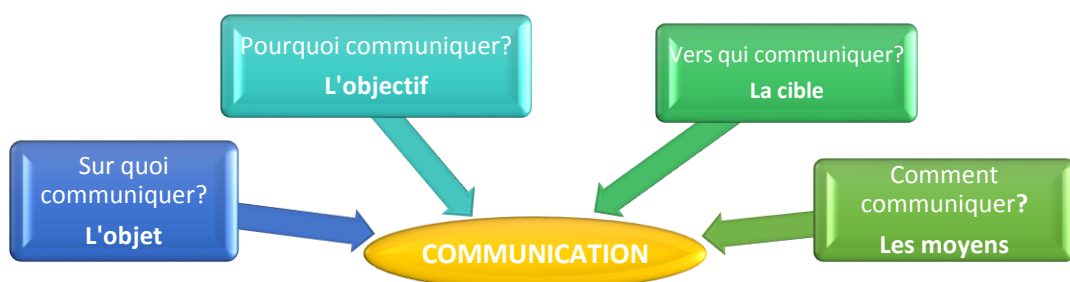 Sur quoi
communiquer?
L'objet
Pourquoi communiquer?
L'objectif
Vers qui communiquer?
La cible
Comment
communiquer?
Les moyens
COMMUNICATION